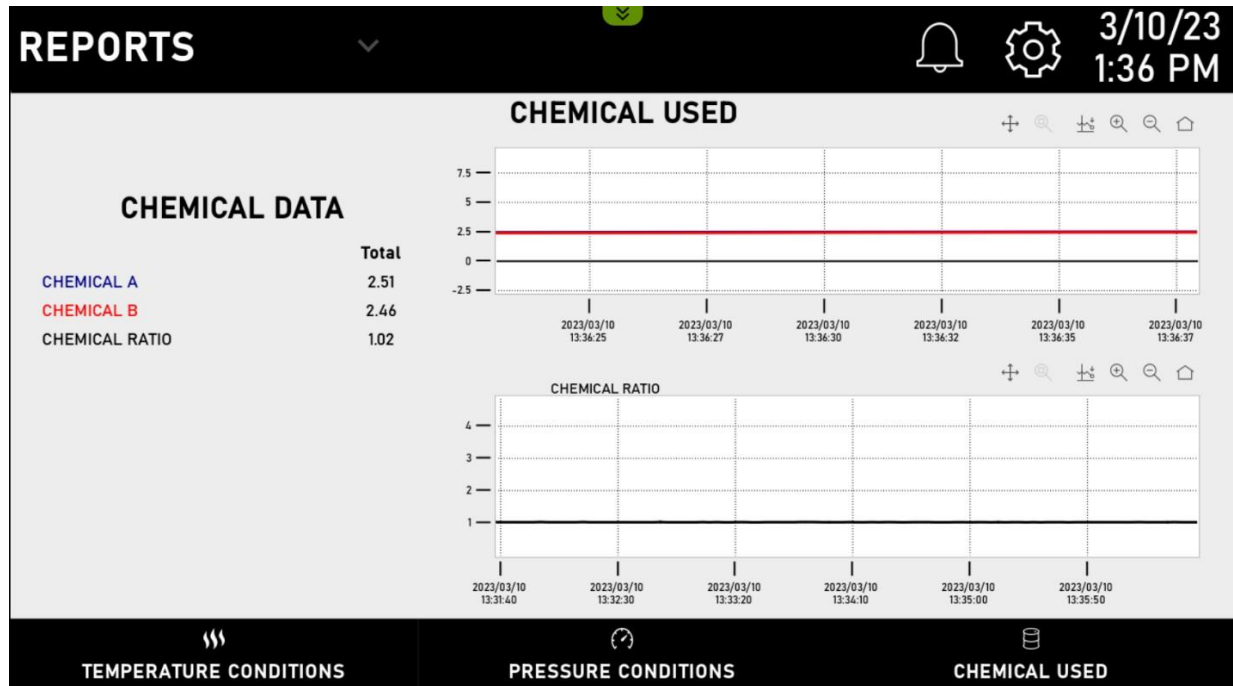 REPORTS
3/10/23
1:36 PM
CHEMICAL DATA
Total
CHEMICAL A 2.51
CHEMICAL B 2.46
CHEMICAL RATIO 1.02
CHEMICAL USED
7.5
5
2.5
0
-2.5
2023/03/10 2023/03/10 2023/03/10 2023/03/10 2023/03/10 2023/03/10
13:36:25 13:36:27 13:36:30 13:36:32 13:36:35 13:36:37
CHEMICAL RATIO
4
3
2
1
2023/03/10 2023/03/10 2023/03/10 2023/03/10 2023/03/10 2023/03/10
13:31:40 13:32:30 13:33:20 13:34:10 13:35:00 13:35:50
TEMPERATURE CONDITIONS PRESSURE CONDITIONS CHEMICAL USED